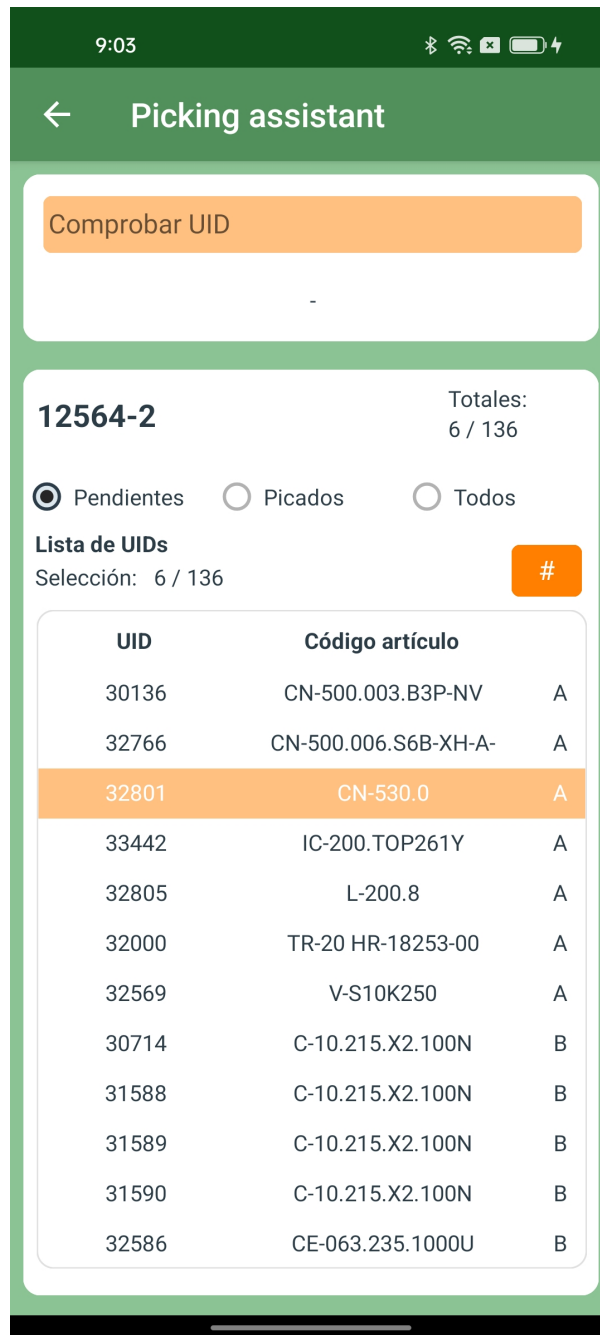 9:03
Picking assistant
Comprobar UID
-
12564-2
Totales:
6 / 136
Pendientes Picados Todos
Lista de UIDs
Selección: 6 / 136
#
UID Código artículo
30136 CN-500.003.B3P-NV A
32766 CN-500.006.S6B-XH-A- A
32801 CN-530.0 A
33442 IC-200.TOP261Y A
32805 L-200.8 A
32000 TR-20 HR-18253-00 A
32569 V-S10K250 A
30714 C-10.215.X2.100N B
31588 C-10.215.X2.100N B
31589 C-10.215.X2.100N B
31590 C-10.215.X2.100N B
32586 CE-063.235.1000U B